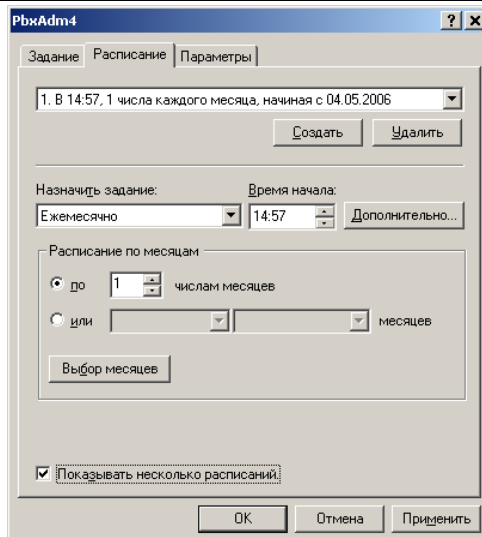 PbxAdm4
Задание Расписание Параметры
1. В 14:57, 1 числа каждого месяца, начиная с 04.05.2006
Создать Удалить
Назначить задание: Время начала:
Ежемесячно 14:57 Дополнительно...
Расписание по месяцам
по 1 числам месяцев
или месяцев
Выбор месяцев
Показывать несколько расписаний.
OK Отмена Применить